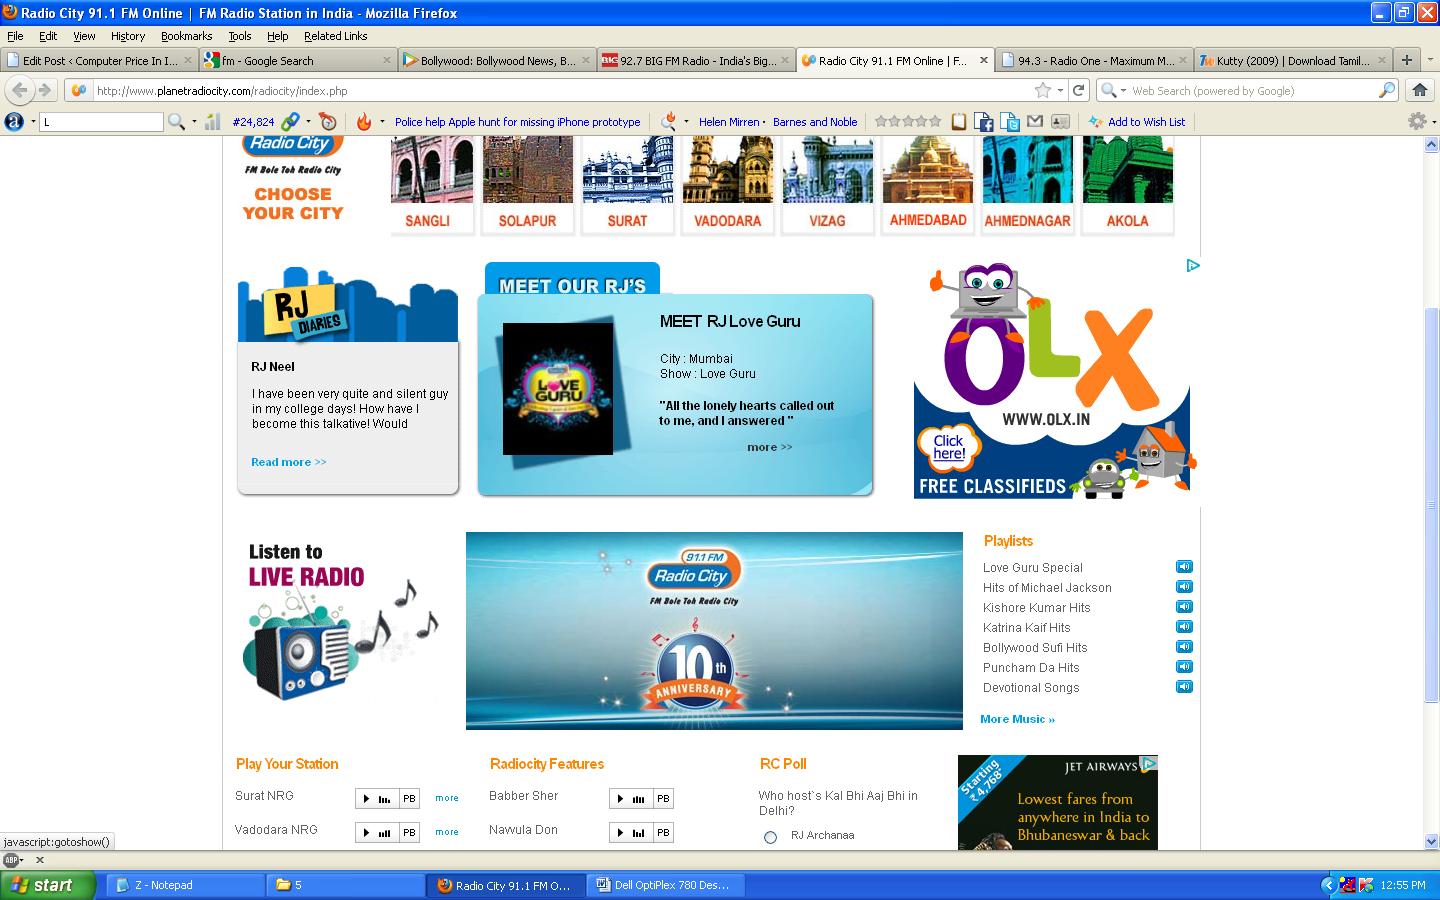 Radio City 91.1 FM Online | FM Radio Station in India - Mozilla Firefox
File Edit View History Bookmarks Tools Help Related Links
Edit Post ‹ Computer Price In I...
fm - Google Search
Bollywood: Bollywood News, B...
BIG 92.7 BIG FM Radio - India's Big...
Radio City 91.1 FM Online | F...
94.3 - Radio One - Maximum M...
Kutty (2009) | Download Tamil...
http://www.planetradiocity.com/radiocity/index.php
Web Search (powered by Google)
a L #24,824 Police help Apple hunt for missing iPhone prototype Helen Mirren Barnes and Noble Add to Wish List
Radio City
FM Bole Toh Radio City
CHOOSE
YOUR CITY
SANGLI SOLAPUR SURAT VADODARA VIZAG AHMEDABAD AHMEDNAGAR AKOLA
RJ
DIARIES
RJ Neel
I have been very quite and silent guy
in my college days! How have I
become this talkative! Would
Read more >>
MEET OUR RJ'S
LOVE
GURU
MEET RJ Love Guru
City : Mumbai
Show : Love Guru
"All the lonely hearts called out
to me, and I answered "
more >>
OLX
WWW.OLX.IN
Click
here!
FREE CLASSIFIEDS
Listen to
LIVE RADIO
91.1 FM
Radio City
FM Bole Toh Radio City
10th
ANNIVERSARY
Playlists
Love Guru Special
Hits of Michael Jackson
Kishore Kumar Hits
Katrina Kaif Hits
Bollywood Sufi Hits
Puncham Da Hits
Devotional Songs
More Music »
Play Your Station
Surat NRG PB more
Vadodara NRG PB more
Radiocity Features
Babber Sher PB
Navvula Don PB
RC Poll
Who host`s Kal Bhi Aaj Bhi in
Delhi?
RJ Archanaa
Starting
₹4,768*
JET AIRWAYS
Lowest fares from
anywhere in India to
Bhubaneswar & back
javascript:gotoshow()
ABP
start
Z - Notepad
5
Radio City 91.1 FM O...
Dell OptiPlex 780 Des...
12:55 PM